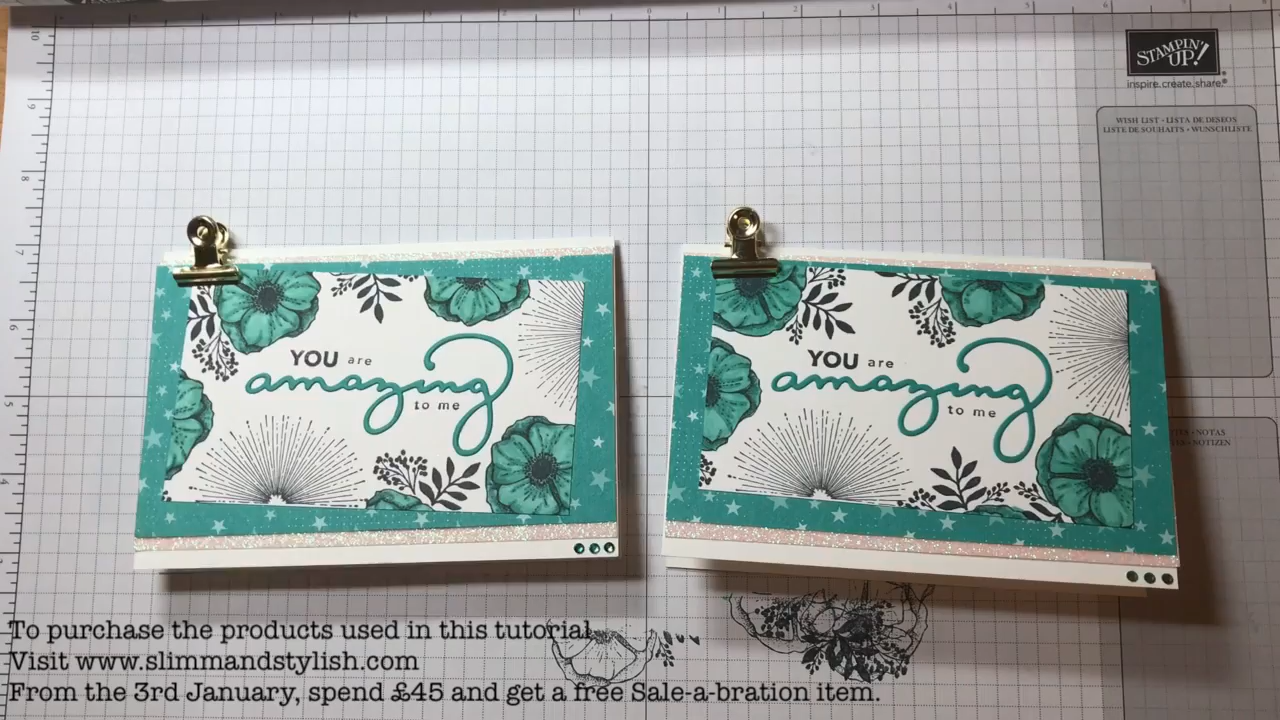 STAMPIN' UP!
inspire.create.share.
WISH LIST • LISTA DE DESEOS
LISTE DE SOUHAITS • WUNSCHLISTE
NOTAS
NOTIZEN
YOU are
amazing
to me
YOU are
amazing
to me
To purchase the products used in this tutorial
Visit www.slimmandstylish.com
From the 3rd January, spend £45 and get a free Sale-a-bration item.